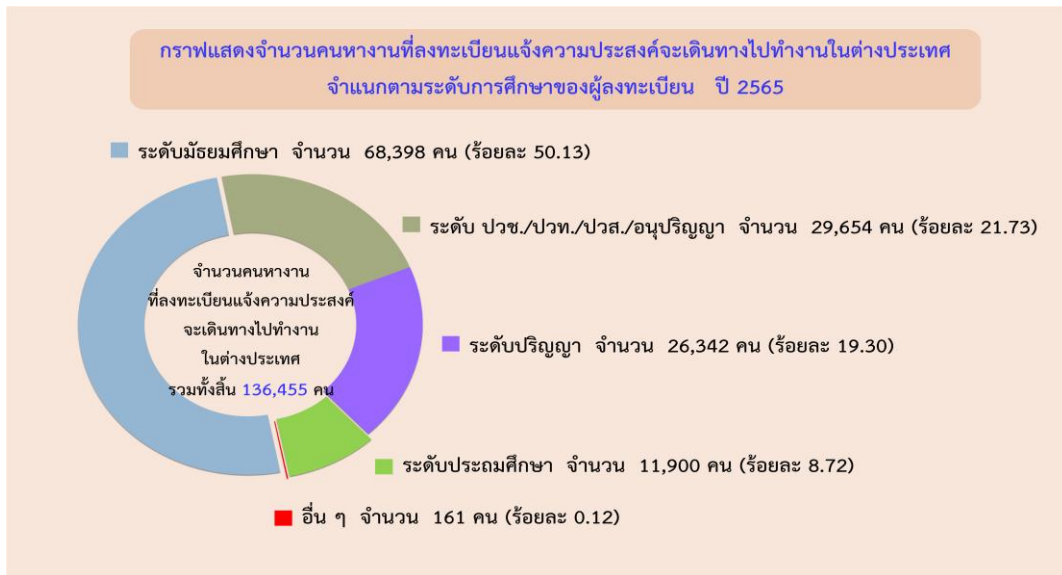 กราฟแสดงจำนวนคนหางานที่ลงทะเบียนแจ้งความประสงค์จะเดินทางไปทำงานในต่างประเทศ
จำแนกตามระดับการศึกษาของผู้ลงทะเบียน ปี 2565
ระดับมัธยมศึกษา จำนวน 68,398 คน (ร้อยละ 50.13)
ระดับ ปวช./ปวท./ปวส./อนุปริญญา จำนวน 29,654 คน (ร้อยละ 21.73)
จำนวนคนหางาน
ที่ลงทะเบียนแจ้งความประสงค์
จะเดินทางไปทำงาน
ในต่างประเทศ
รวมทั้งสิ้น 136,455 คน
ระดับปริญญา จำนวน 26,342 คน (ร้อยละ 19.30)
ระดับประถมศึกษา จำนวน 11,900 คน (ร้อยละ 8.72)
อื่น ๆ จำนวน 161 คน (ร้อยละ 0.12)